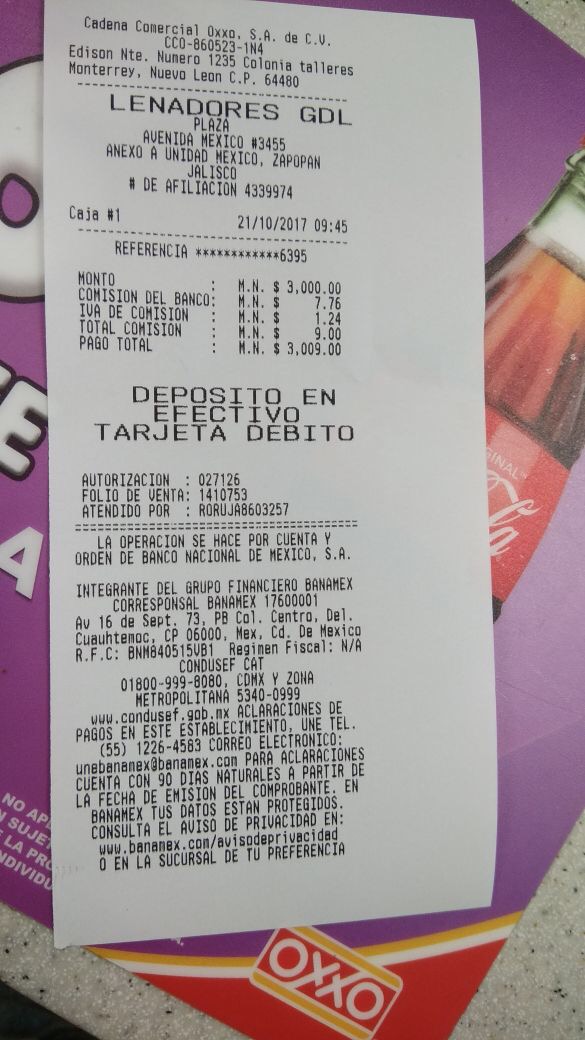 Cadena Comercial Oxxo, S.A. de C.V.
CCO-860523-1N4
Edison Nte. Numero 1235 Colonia talleres
Monterrey, Nuevo Leon C.P. 64480
--------------------------------
LENADORES GDL
PLAZA
AVENIDA MEXICO #3455
ANEXO A UNIDAD MEXICO, ZAPOPAN
JALISCO
# DE AFILIACION 4339974
Caja #1 21/10/2017 09:45
--------------------------------
REFERENCIA ************6395
MONTO : M.N. $ 3,000.00
COMISION DEL BANCO: M.N. $ 7.76
IVA DE COMISION : M.N. $ 1.24
TOTAL COMISION : M.N. $ 9.00
PAGO TOTAL : M.N. $ 3,009.00
DEPOSITO EN
EFECTIVO
TARJETA DEBITO
AUTORIZACION : 027126
FOLIO DE VENTA: 1410753
ATENDIDO POR : RORUJA8603257
==================================
LA OPERACION SE HACE POR CUENTA Y
ORDEN DE BANCO NACIONAL DE MEXICO, S.A.
INTEGRANTE DEL GRUPO FINANCIERO BANAMEX
CORRESPONSAL BANAMEX 17600001
Av 16 de Sept. 73, PB Col. Centro, Del.
Cuauhtemoc, CP 06000, Mex, Cd. De Mexico
R.F.C: BNM840515VB1 Regimen Fiscal: N/A
CONDUSEF CAT
01800-999-8080, CDMX Y ZONA
METROPOLITANA 5340-0999
www.condusef.gob.mx ACLARACIONES DE
PAGOS EN ESTE ESTABLECIMIENTO, UNE TEL.
(55) 1226-4583 CORREO ELECTRONICO:
unebanamex@banamex.com PARA ACLARACIONES
CUENTA CON 90 DIAS NATURALES A PARTIR DE
LA FECHA DE EMISION DEL COMPROBANTE. EN
BANAMEX TUS DATOS ESTAN PROTEGIDOS.
CONSULTA EL AVISO DE PRIVACIDAD EN:
www.banamex.com/avisodeprivacidad
O EN LA SUCURSAL DE TU PREFERENCIA
OXXO